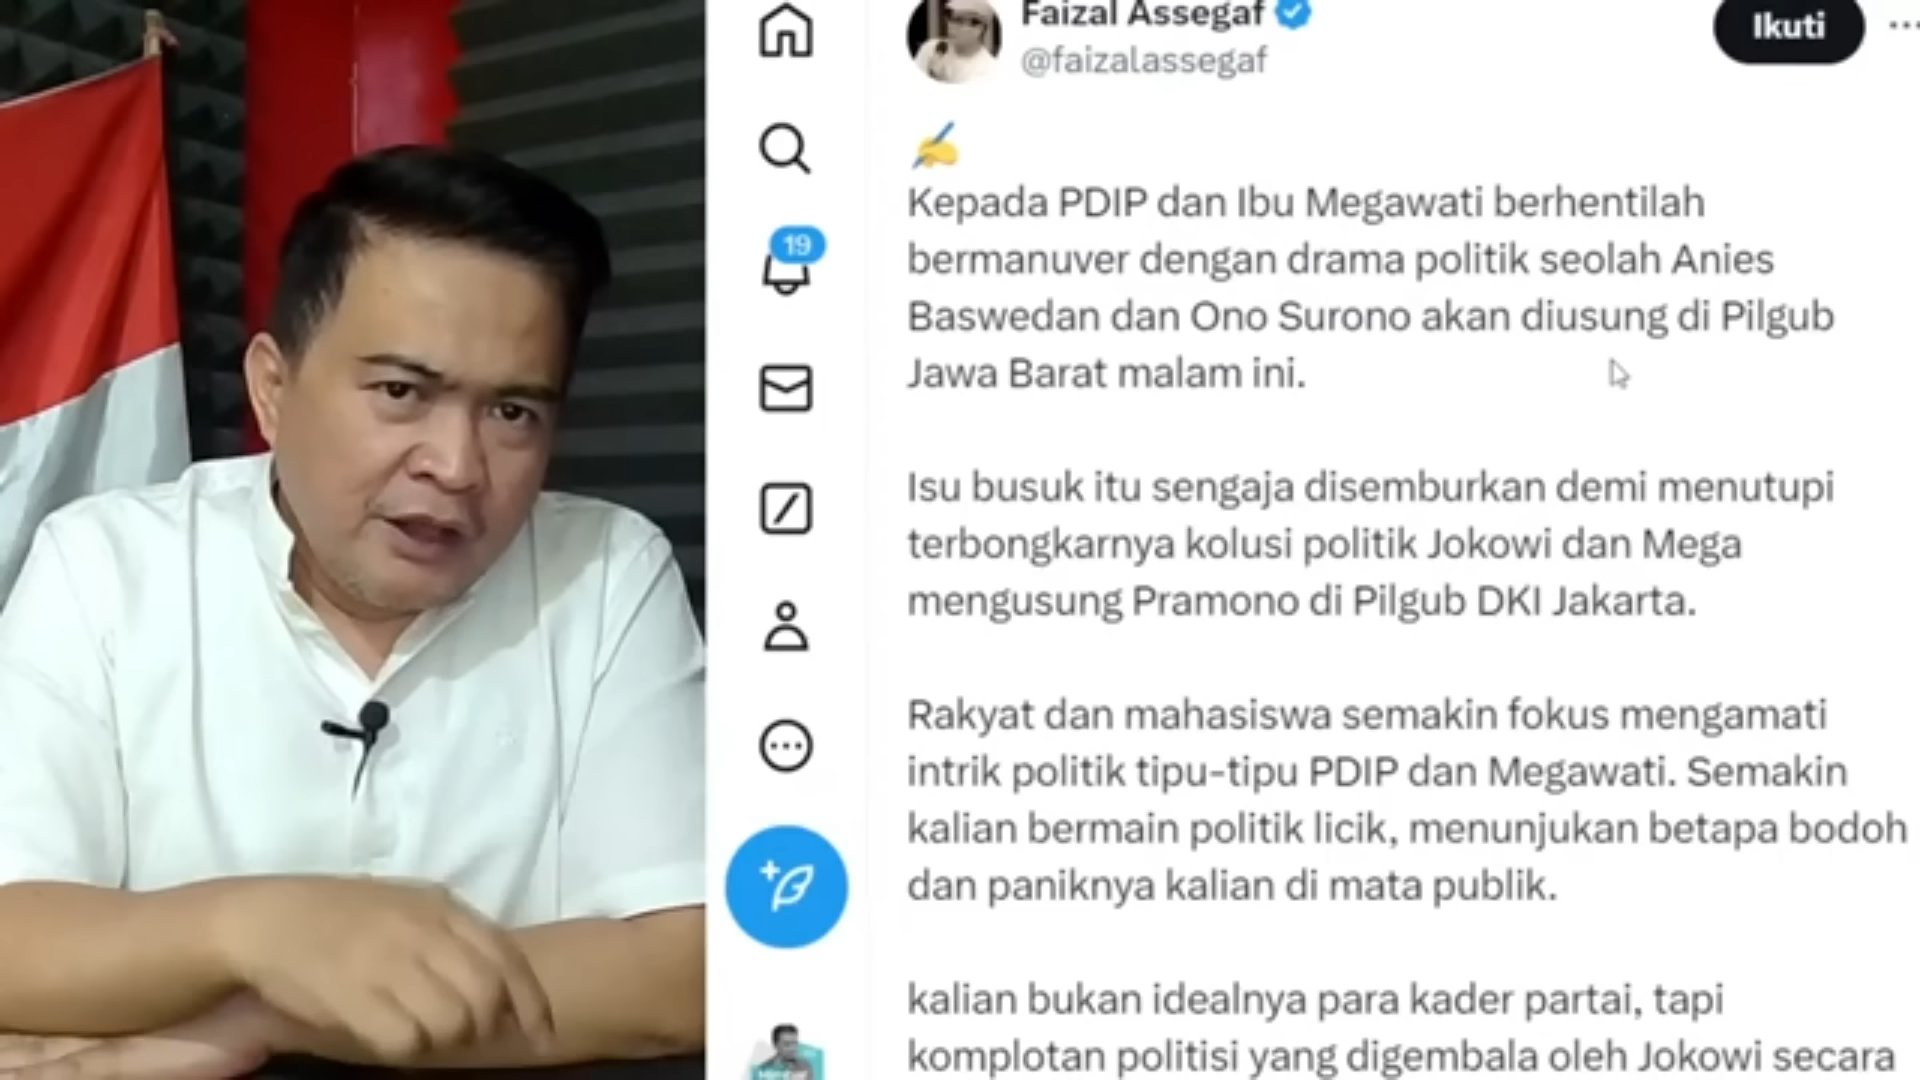 Faizal Assegaf
@faizalassegaf
Ikuti
19
Kepada PDIP dan Ibu Megawati berhentilah
bermanuver dengan drama politik seolah Anies
Baswedan dan Ono Surono akan diusung di Pilgub
Jawa Barat malam ini.
Isu busuk itu sengaja disemburkan demi menutupi
terbongkarnya kolusi politik Jokowi dan Mega
mengusung Pramono di Pilgub DKI Jakarta.
Rakyat dan mahasiswa semakin fokus mengamati
intrik politik tipu-tipu PDIP dan Megawati. Semakin
kalian bermain politik licik, menunjukan betapa bodoh
dan paniknya kalian di mata publik.
kalian bukan idealnya para kader partai, tapi
komplotan politisi yang digembala oleh Jokowi secara